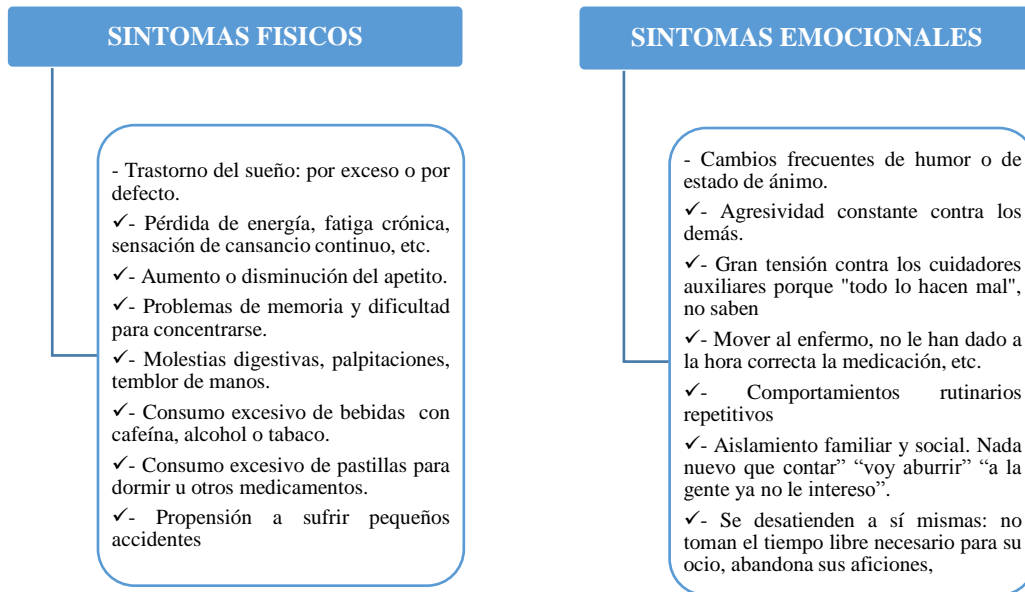 SINTOMAS FISICOS
- Trastorno del sueño: por exceso o por
defecto.
✓- Pérdida de energía, fatiga crónica,
sensación de cansancio continuo, etc.
✓- Aumento o disminución del apetito.
✓- Problemas de memoria y dificultad
para concentrarse.
✓- Molestias digestivas, palpitaciones,
temblor de manos.
✓- Consumo excesivo de bebidas con
cafeína, alcohol o tabaco.
✓- Consumo excesivo de pastillas para
dormir u otros medicamentos.
✓- Propensión a sufrir pequeños
accidentes
SINTOMAS EMOCIONALES
- Cambios frecuentes de humor o de
estado de ánimo.
✓- Agresividad constante contra los
demás.
✓- Gran tensión contra los cuidadores
auxiliares porque "todo lo hacen mal",
no saben
✓- Mover al enfermo, no le han dado a
la hora correcta la medicación, etc.
✓- Comportamientos rutinarios
repetitivos
✓- Aislamiento familiar y social. Nada
nuevo que contar” “voy aburrir” “a la
gente ya no le intereso”.
✓- Se desatienden a sí mismas: no
toman el tiempo libre necesario para su
ocio, abandona sus aficiones,